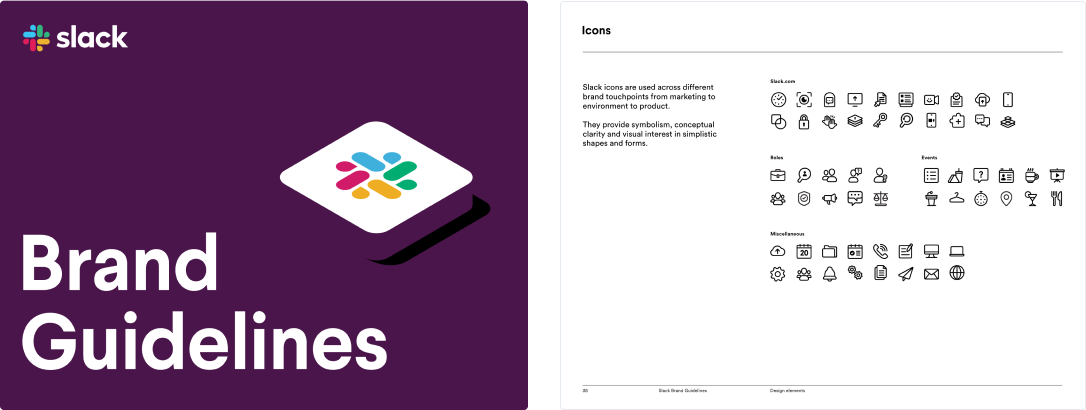 slack
Brand
Guidelines
Icons
Slack icons are used across different
brand touchpoints from marketing to
environment to product.
They provide symbolism, conceptual
clarity and visual interest in simplistic
shapes and forms.
Slack.com
Roles
Events
?
Miscellaneous
20
Slack Brand Guidelines
Design elements